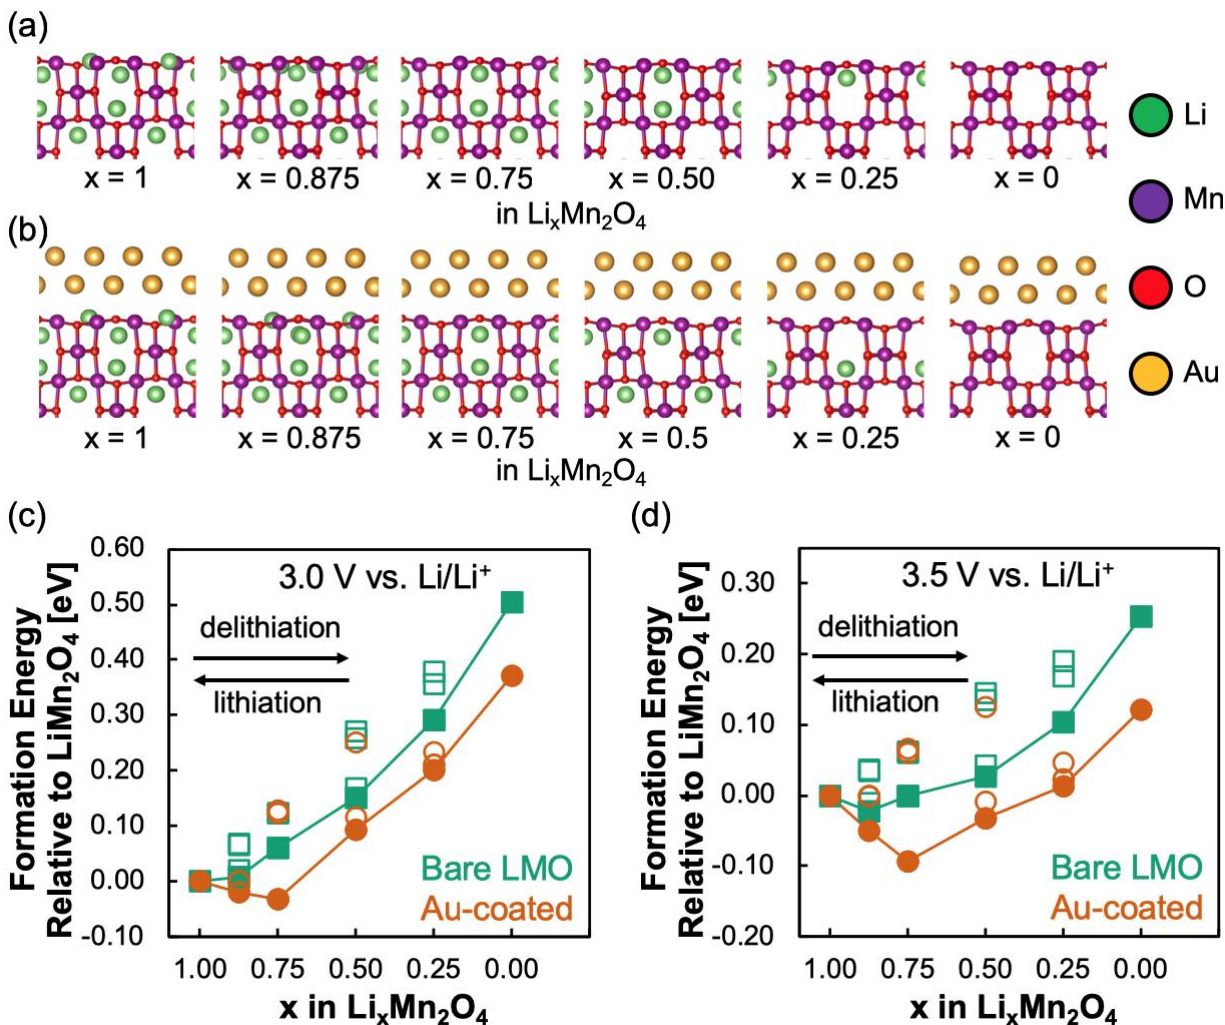 (a)
Li
Mn
O
Au
x = 1
x = 0.875
x = 0.75
x = 0.50
x = 0.25
x = 0
in LiₓMn₂O₄
(b)
x = 1
x = 0.875
x = 0.75
x = 0.5
x = 0.25
x = 0
in LiₓMn₂O₄
(c)
Formation Energy
Relative to LiMn₂O₄ [eV]
0.60
0.50
0.40
0.30
0.20
0.10
0.00
-0.10
3.0 V vs. Li/Li⁺
delithiation
lithiation
Bare LMO
Au-coated
1.00
0.75
0.50
0.25
0.00
x in LiₓMn₂O₄
(d)
Formation Energy
Relative to LiMn₂O₄ [eV]
0.30
0.20
0.10
0.00
-0.10
-0.20
3.5 V vs. Li/Li⁺
delithiation
lithiation
Bare LMO
Au-coated
1.00
0.75
0.50
0.25
0.00
x in LiₓMn₂O₄